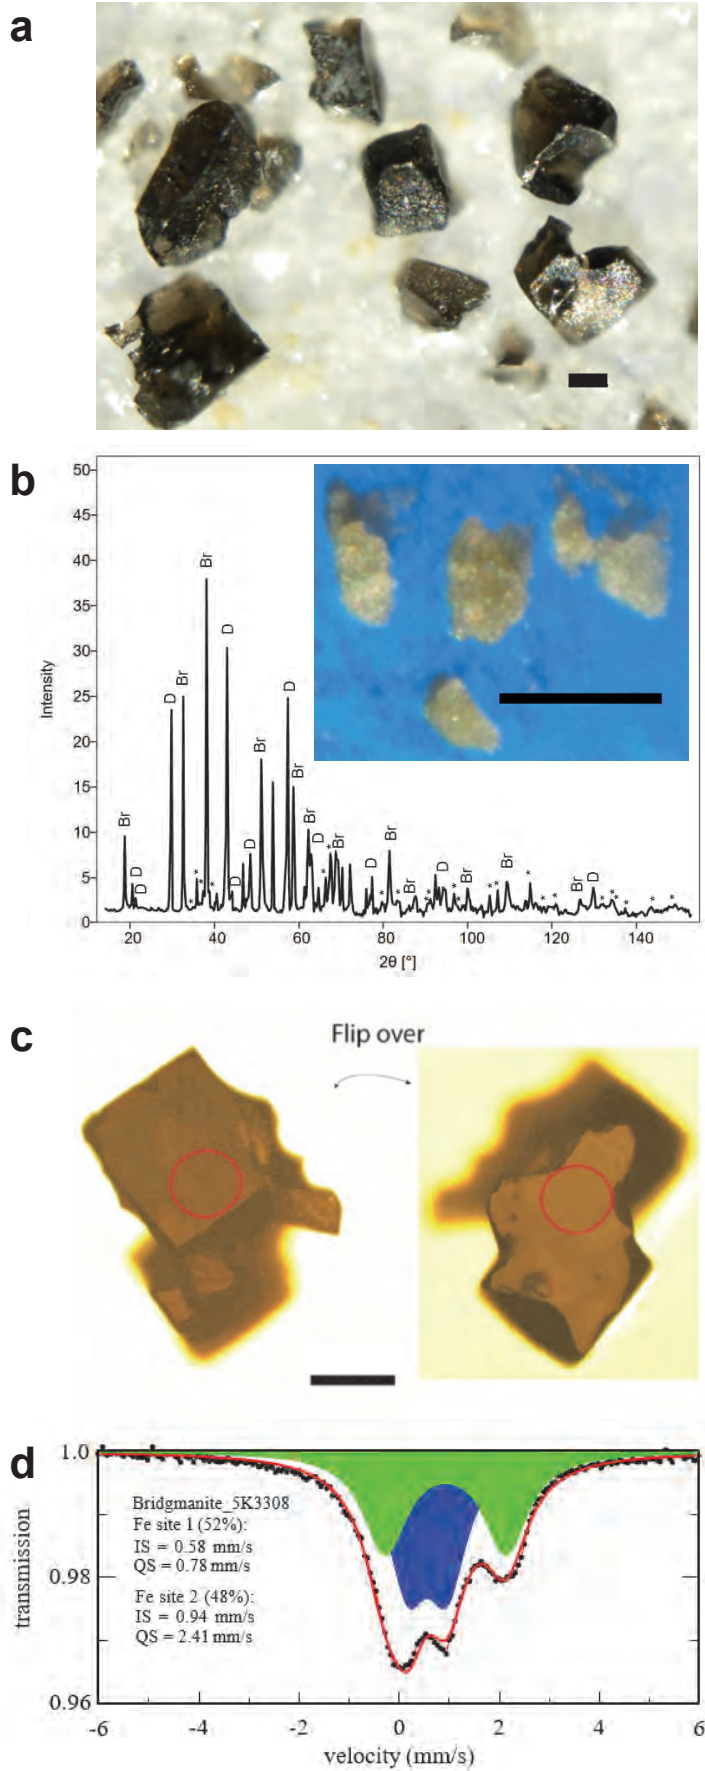 a
b
50
45
40
35
30
25
20
15
10
5
0
Intensity
Br
D
D
D
Br
*
*
*
Br
*
D
D
D
Br
D
Br
Br
D
*
*
Br
D
*
Br
*
*
*
D
*
*
Br
*
*
Br
*
*
*
*
Br
D
*
*
*
*
*
20 40 60 80 100 120 140
2θ [°]
c
Flip over
d
1.0
0.98
0.96
transmission
Bridgmanite_5K3308
Fe site 1 (52%):
IS = 0.58 mm/s
QS = 0.78 mm/s
Fe site 2 (48%):
IS = 0.94 mm/s
QS = 2.41 mm/s
-6 -4 -2 0 2 4 6
velocity (mm/s)